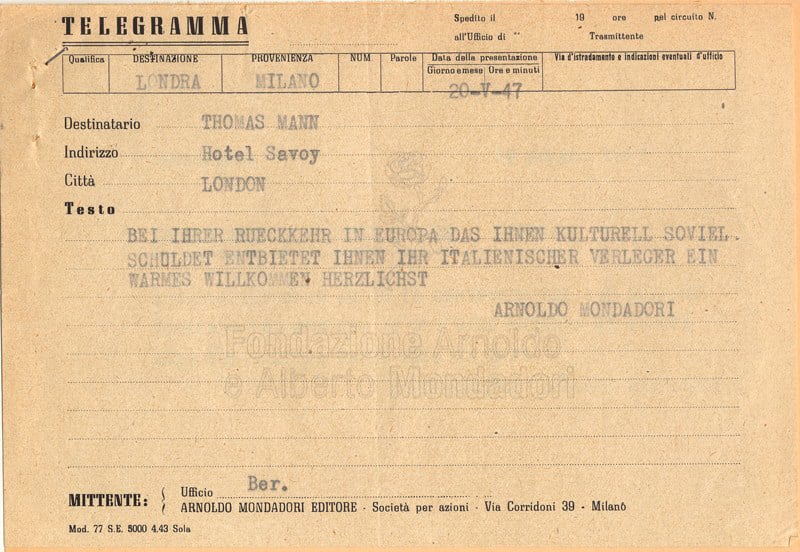 TELEGRAMMA
Spedito il 19 ore pel circuito N.
all'Ufficio di Trasmittente
Qualifica DESTINAZIONE PROVENIENZA NUM Parole Data della presentazione Via d'istradamento e indicazioni eventuali d'ufficio
Giorno e mese Ore e minuti
LONDRA MILANO
20-V-47
Destinatario THOMAS MANN
Indirizzo Hotel Savoy
Città LONDON
Testo
BEI IHRER RUECKKEHR IN EUROPA DAS IHNEN KULTURELL SOVIEL
SCHULDET ENTBIETET IHNEN IHR ITALIENISCHER VERLEGER EIN
WARMES WILLKOMMEN HERZLICHST
ARNOLDO MONDADORI
Fondazione Arnoldo
e Alberto Mondadori
MITTENTE: Ufficio Ber.
ARNOLDO MONDADORI EDITORE - Società per azioni - Via Corridoni 39 - Milano
Mod. 77 S.E. 5000 4.43 Sola